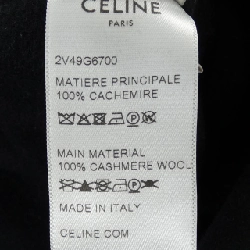 CELINE
PARIS
2V49G6700
MATIERE PRINCIPALE
100% CACHEMIRE
MAIN MATERIAL
100% CASHMERE WOOL
MADE IN ITALY
CELINE.COM